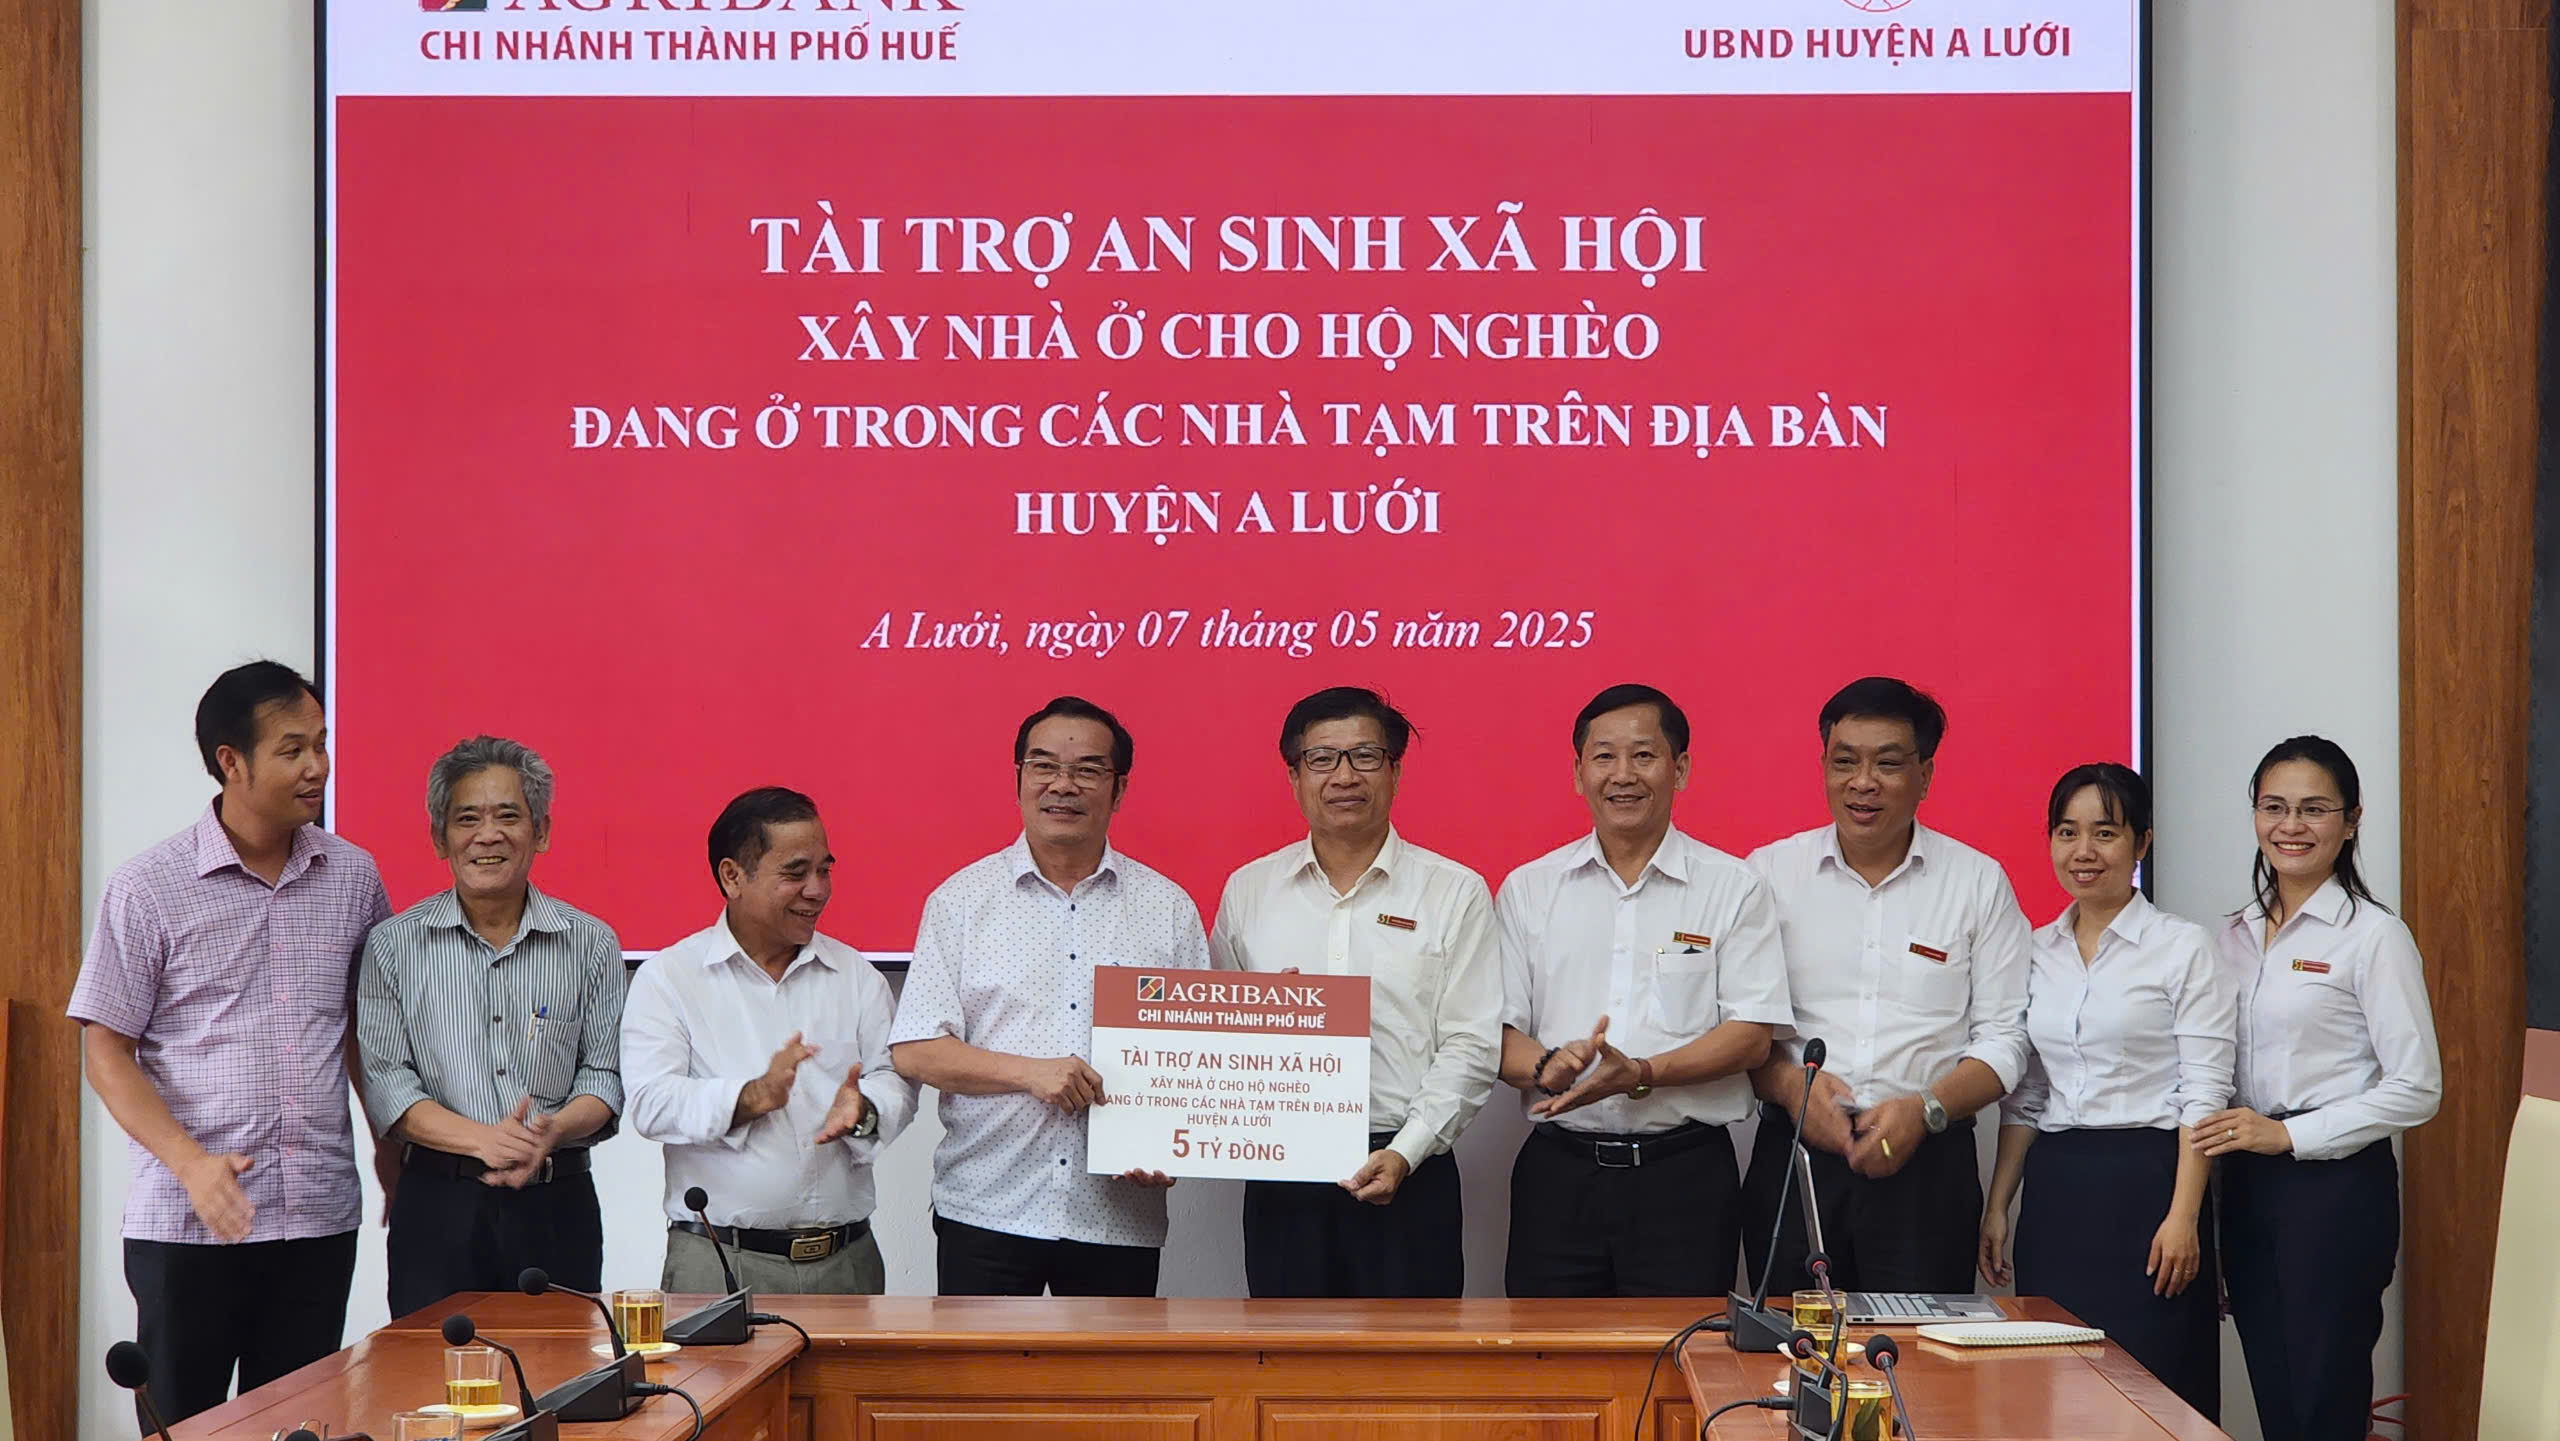 AGRIBANK
CHI NHÁNH THÀNH PHỐ HUẾ
UBND HUYỆN A LƯỚI
TÀI TRỢ AN SINH XÃ HỘI
XÂY NHÀ Ở CHO HỘ NGHÈO
ĐANG Ở TRONG CÁC NHÀ TẠM TRÊN ĐỊA BÀN
HUYỆN A LƯỚI
A Lưới, ngày 07 tháng 05 năm 2025
AGRIBANK
CHI NHÁNH THÀNH PHỐ HUẾ
TÀI TRỢ AN SINH XÃ HỘI
XÂY NHÀ Ở CHO HỘ NGHÈO
ANG Ở TRONG CÁC NHÀ TẠM TRÊN ĐỊA BÀN
HUYỆN A LƯỚI
5 TỶ ĐỒNG